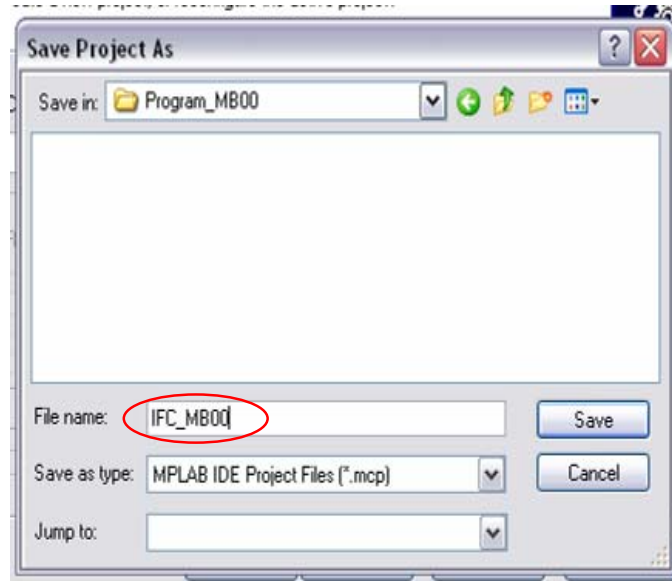 Save Project As
Save in: Program_MB00
File name: IFC_MB00
Save
Save as type: MPLAB IDE Project Files (*.mcp)
Cancel
Jump to: